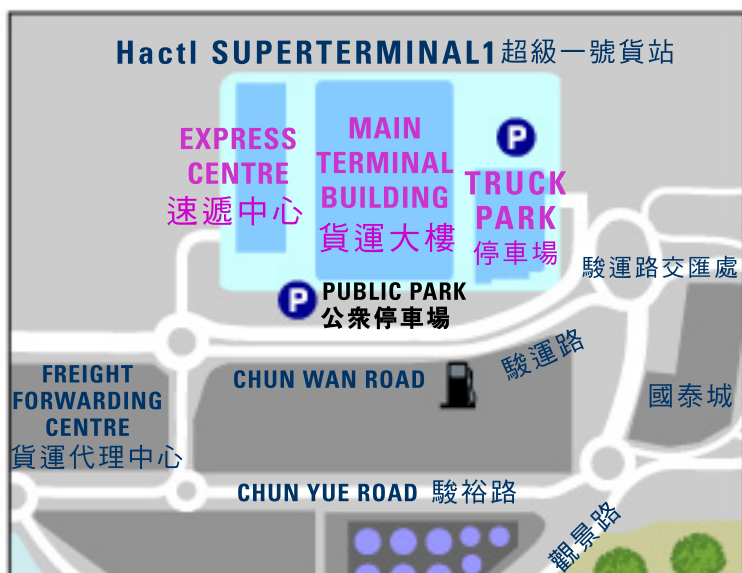 Hactl SUPERTERMINAL1 超級一號貨站
EXPRESS
CENTRE
速遞中心
MAIN
TERMINAL
BUILDING
貨運大樓
P
TRUCK
PARK
停車場
駿運路交匯處
P
PUBLIC PARK
公衆停車場
CHUN WAN ROAD
駿運路
FREIGHT
FORWARDING
CENTRE
貨運代理中心
國泰城
CHUN YUE ROAD 駿裕路
觀景路